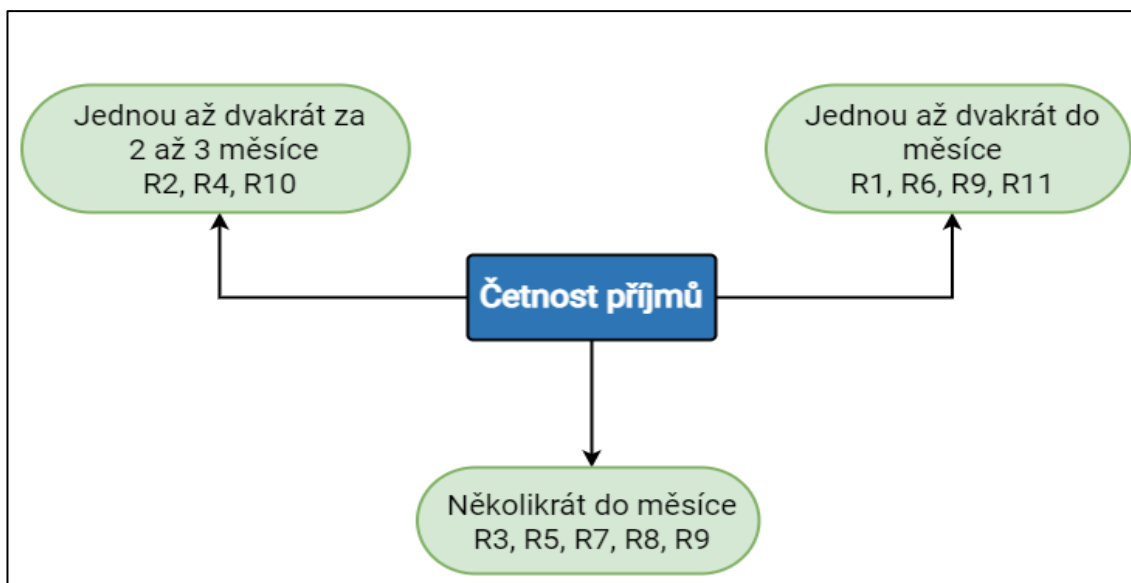 Jednou až dvakrát za
2 až 3 měsíce
R2, R4, R10
Jednou až dvakrát do
měsíce
R1, R6, R9, R11
Četnost příjmů
Několikrát do měsíce
R3, R5, R7, R8, R9